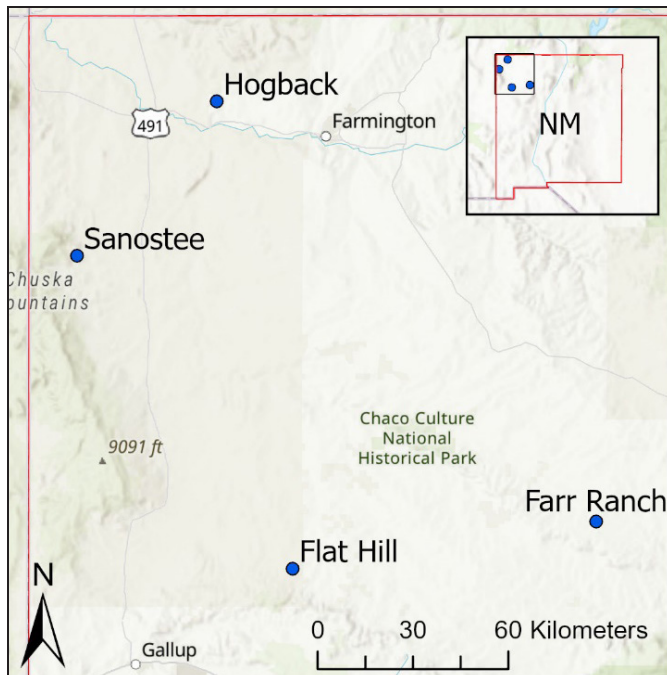 Hogback
491
Farmington
NM
Sanostee
Chuska
ountains
9091 ft
Chaco Culture
National
Historical Park
Farr Ranch
Flat Hill
N
0 30 60 Kilometers
Gallup